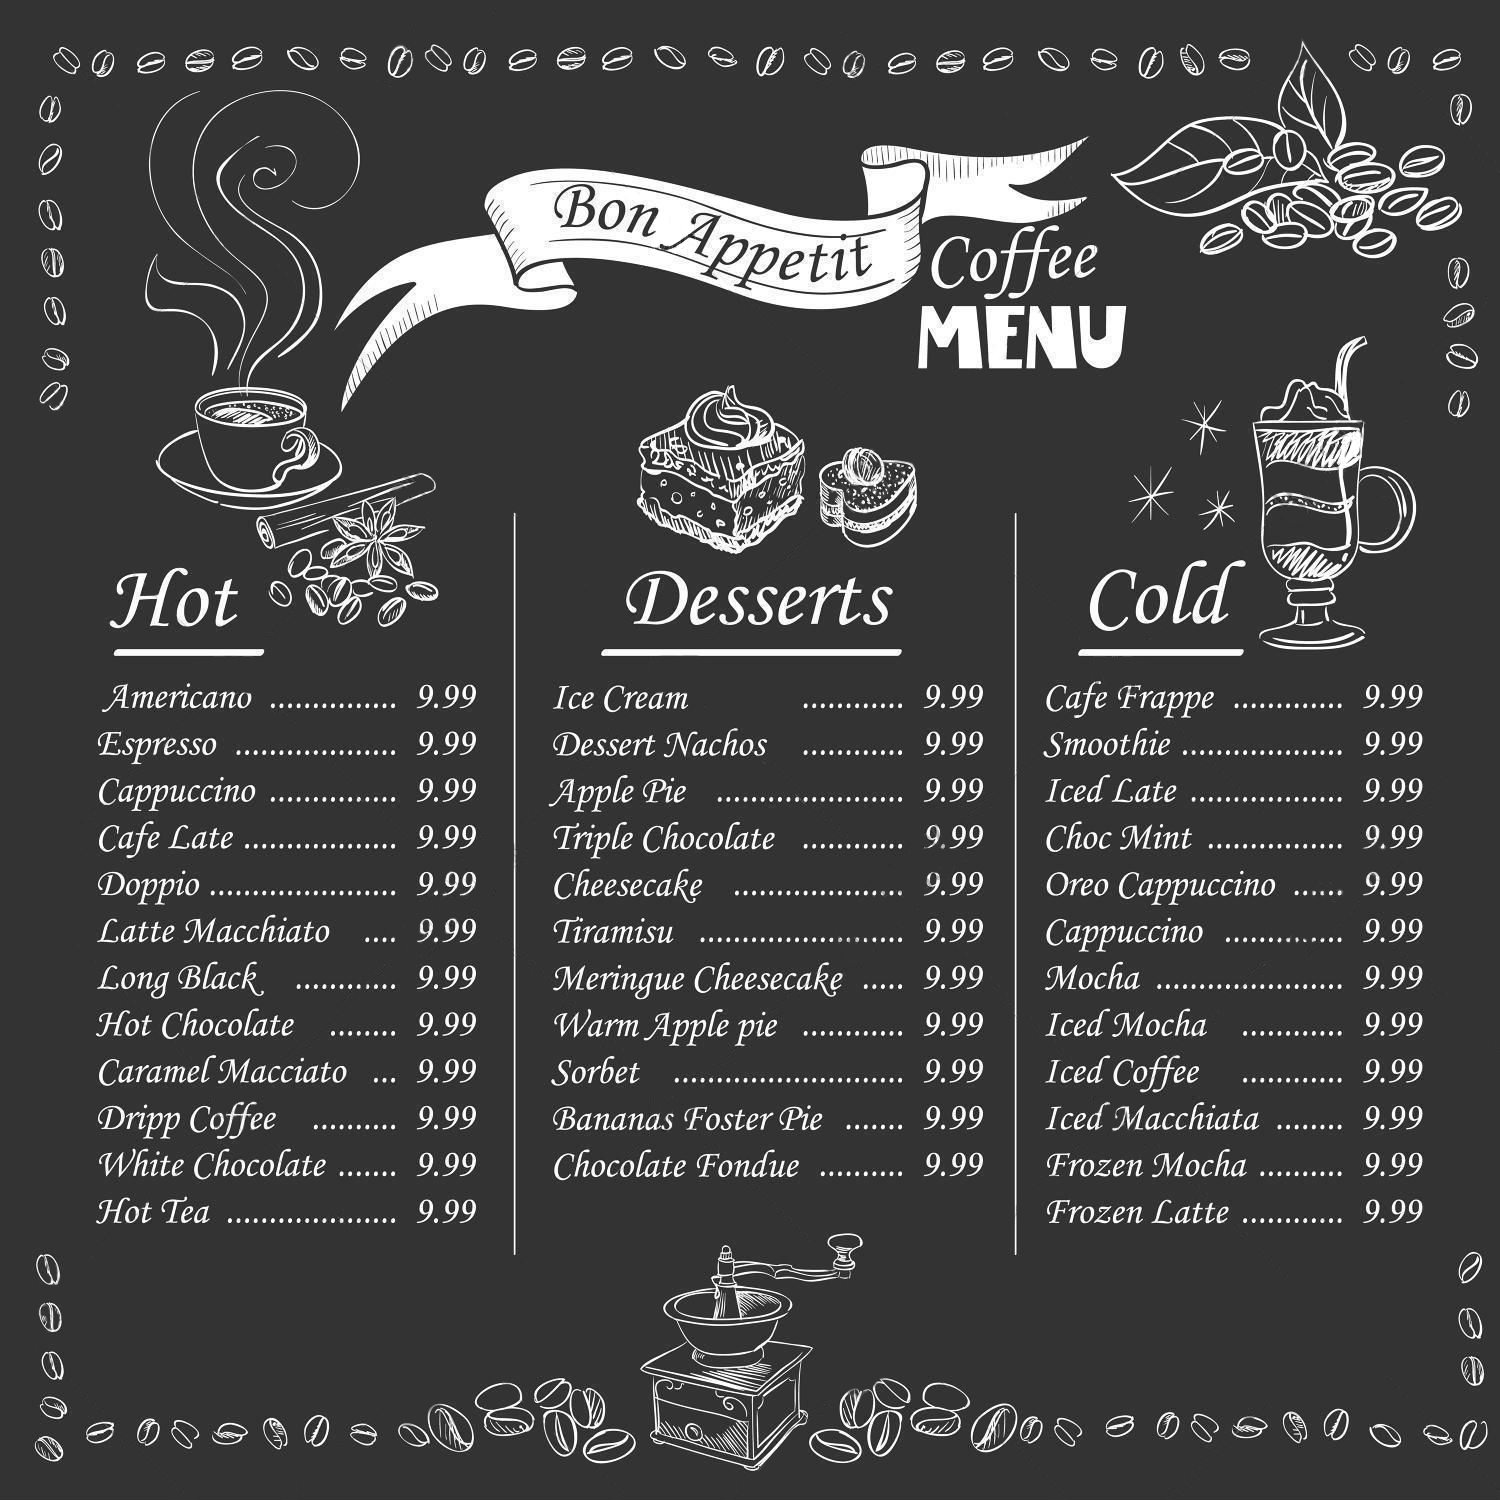 Bon Appetit
Coffee
MENU
Hot
Americano ............... 9.99
Espresso ................... 9.99
Cappuccino ............... 9.99
Cafe Late .................. 9.99
Doppio ...................... 9.99
Latte Macchiato .... 9.99
Long Black ............ 9.99
Hot Chocolate ........ 9.99
Caramel Macciato ... 9.99
Dripp Coffee .......... 9.99
White Chocolate ....... 9.99
Hot Tea .................... 9.99
Desserts
Ice Cream ............ 9.99
Dessert Nachos ............ 9.99
Apple Pie ...................... 9.99
Triple Chocolate ............ 9.99
Cheesecake .................... 9.99
Tiramisu ........................ 9.99
Meringue Cheesecake ..... 9.99
Warm Apple pie ............ 9.99
Sorbet ........................... 9.99
Bananas Foster Pie ....... 9.99
Chocolate Fondue .......... 9.99
Cold
Cafe Frappe ............. 9.99
Smoothie ................... 9.99
Iced Late .................. 9.99
Choc Mint ................ 9.99
Oreo Cappuccino ...... 9.99
Cappuccino .............. 9.99
Mocha ...................... 9.99
Iced Mocha ............ 9.99
Iced Coffee ............ 9.99
Iced Macchiata ........ 9.99
Frozen Mocha .......... 9.99
Frozen Latte ............ 9.99